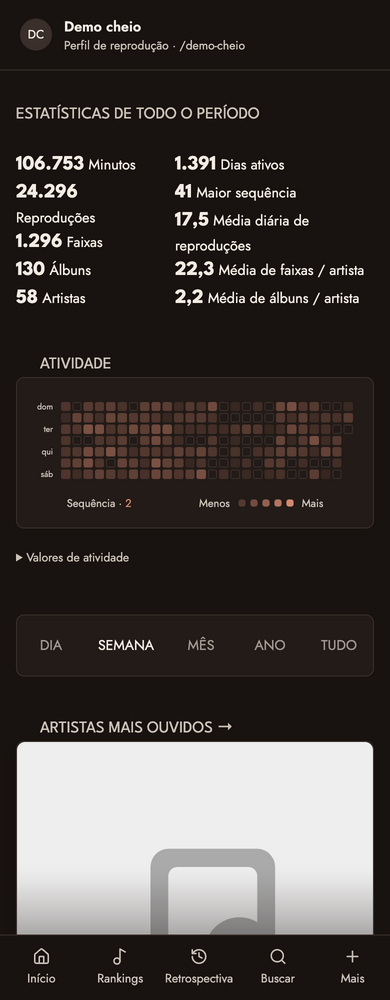 DC
Demo cheio
Perfil de reprodução · /demo-cheio
ESTATÍSTICAS DE TODO O PERÍODO
106.753 Minutos
24.296
Reproduções
1.296 Faixas
130 Álbuns
58 Artistas
1.391 Dias ativos
41 Maior sequência
17,5 Média diária de
reproduções
22,3 Média de faixas / artista
2,2 Média de álbuns / artista
ATIVIDADE
dom
ter
qui
sáb
Sequência · 2
Menos
Mais
Valores de atividade
DIA SEMANA MÊS ANO TUDO
ARTISTAS MAIS OUVIDOS →
Início Rankings Retrospectiva Buscar Mais